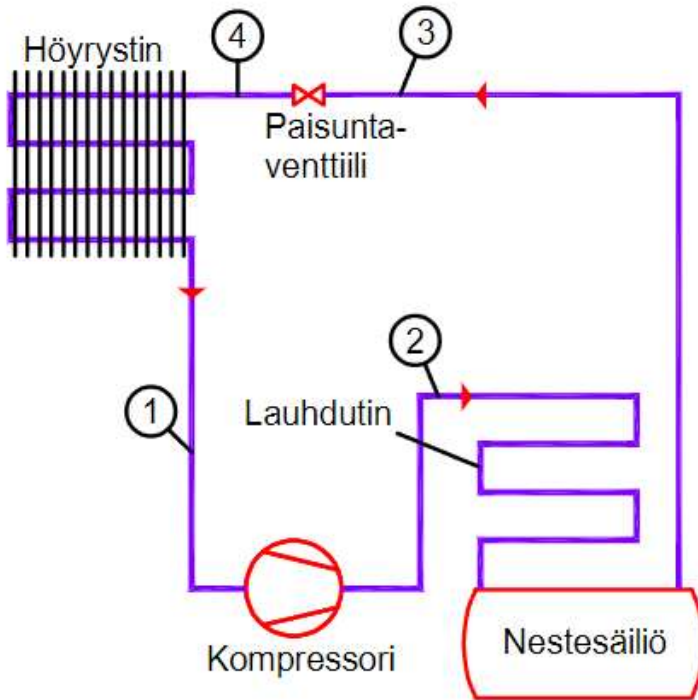 Höyrystin
4
3
Paisunta-
venttiili
2
1
Lauhdutin
Kompressori
Nestesäiliö